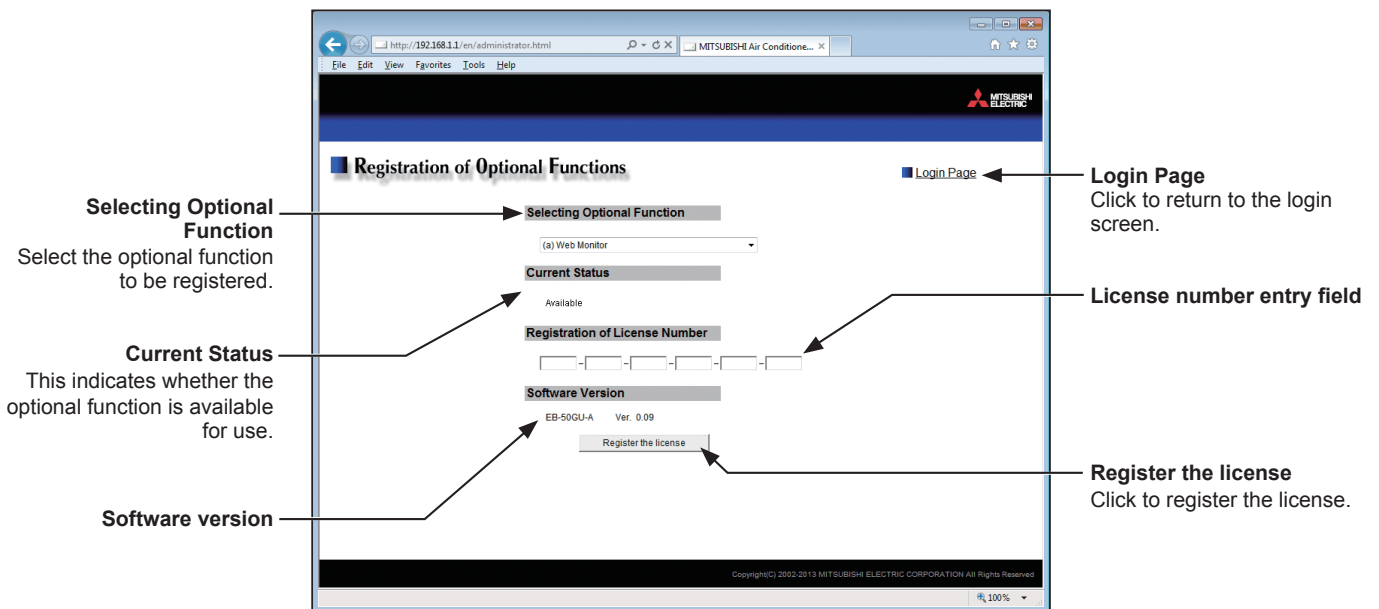 http://192.168.1.1/en/administrator.html
MITSUBISHI Air Conditione...
File Edit View Favorites Tools Help
MITSUBISHI
ELECTRIC
Registration of Optional Functions
Login Page
Selecting Optional Function
(a) Web Monitor
Current Status
Available
Registration of License Number
- - - - -
Software Version
EB-50GU-A Ver. 0.09
Register the license
Copyright(C) 2002-2013 MITSUBISHI ELECTRIC CORPORATION All Rights Reserved
100%
Selecting Optional
Function
Select the optional function
to be registered.
Current Status
This indicates whether the
optional function is available
for use.
Software version
Login Page
Click to return to the login
screen.
License number entry field
Register the license
Click to register the license.